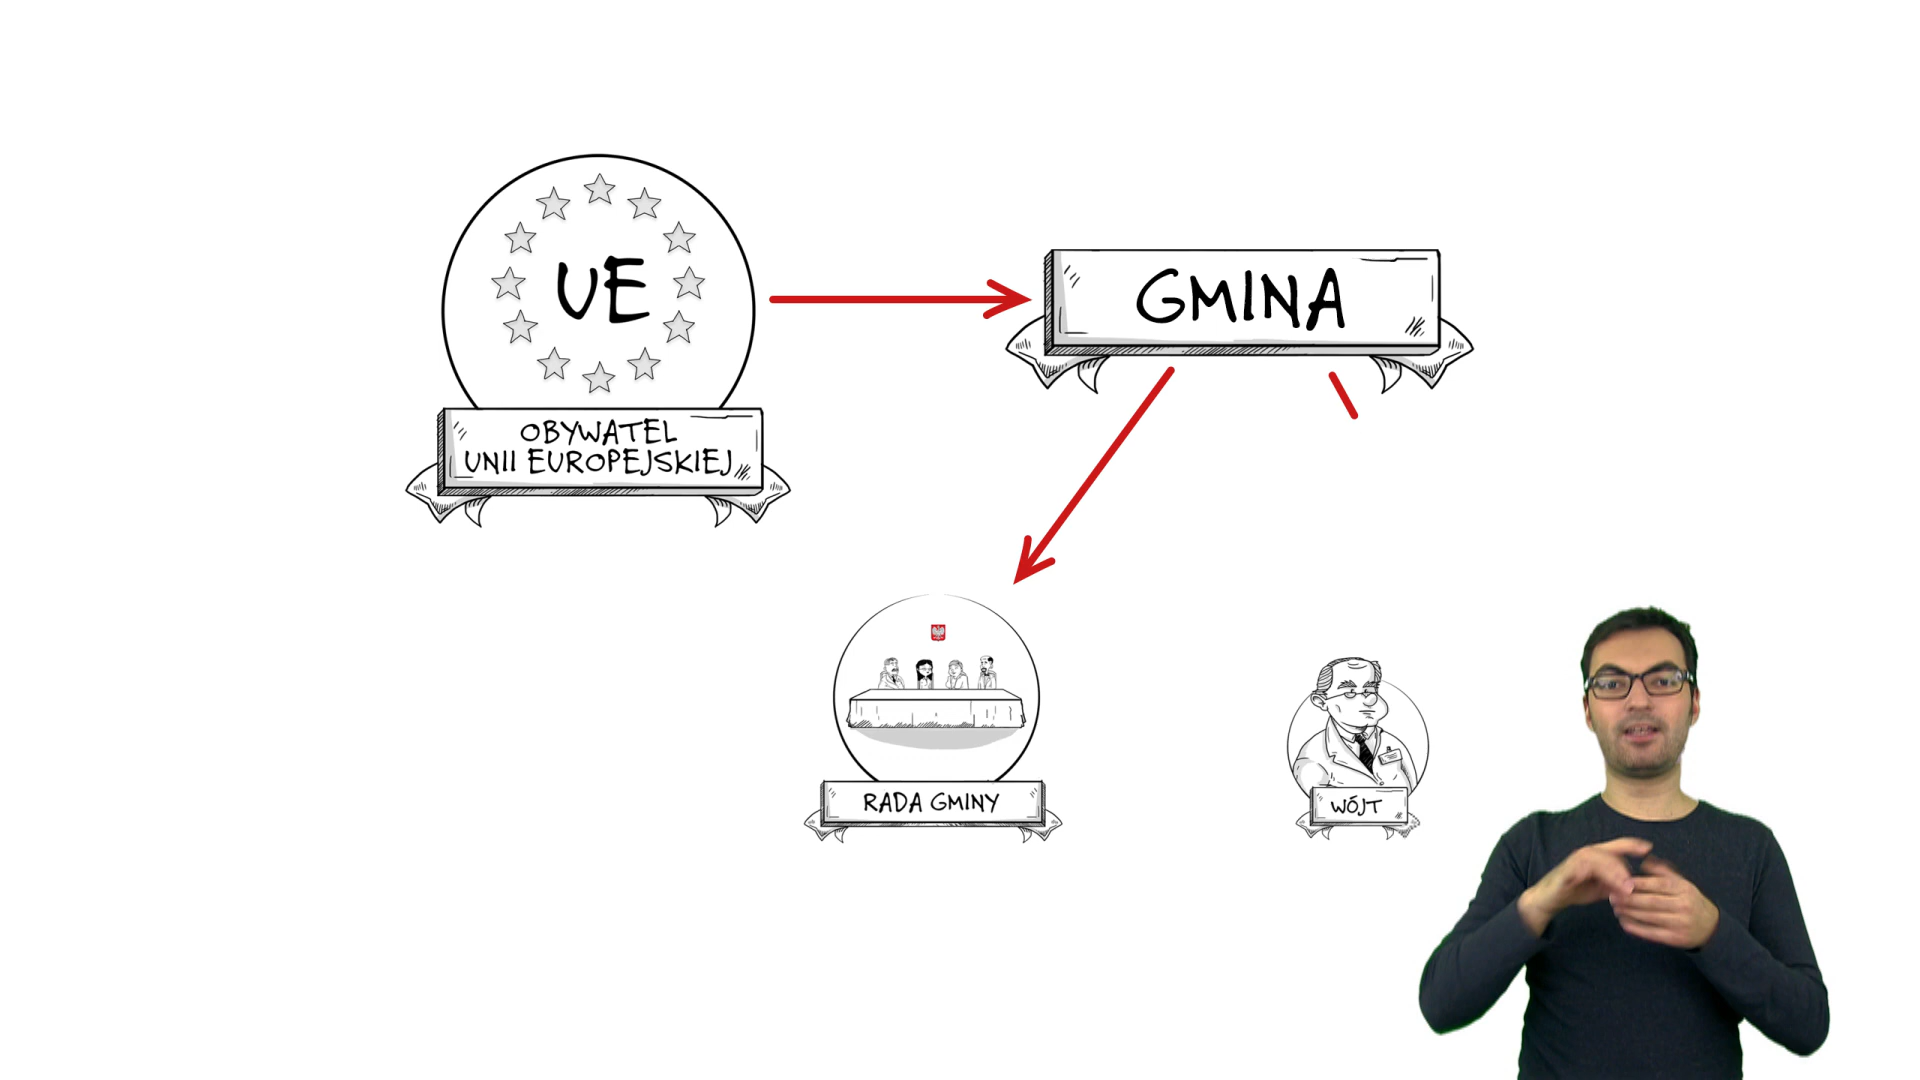 UE
OBYWATEL
UNII EUROPEJSKIEJ
GMINA
RADA GMINY
WÓJT